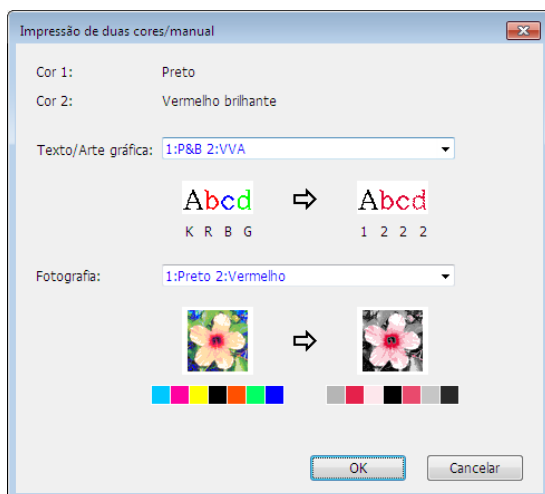 Impressão de duas cores/manual
Cor 1: Preto
Cor 2: Vermelho brilhante
Texto/Arte gráfica: 1:P&B 2:VVA
Abcd Abcd
K R B G 1 2 2 2
Fotografia: 1:Preto 2:Vermelho
OK Cancelar